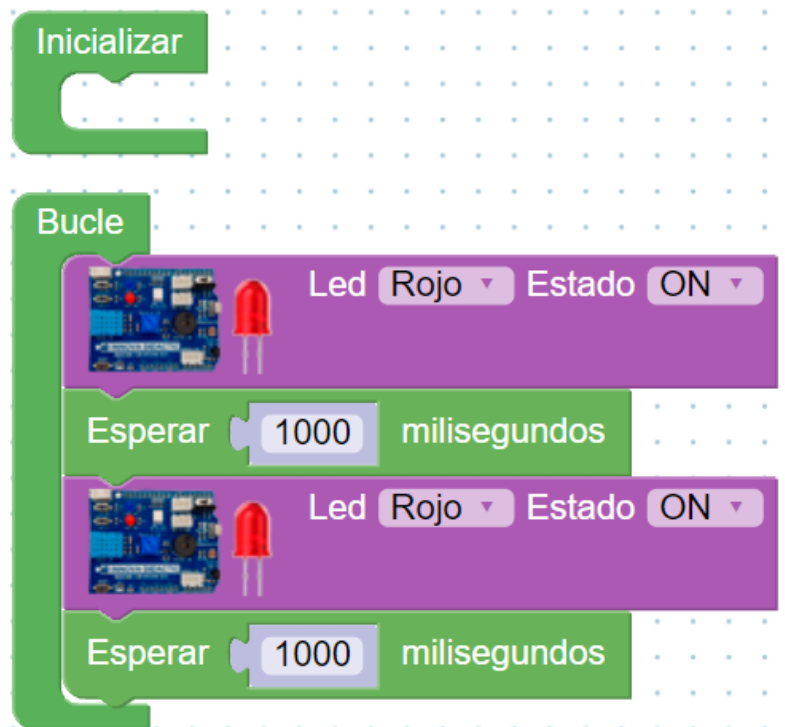 Inicializar
Bucle
Led Rojo Estado ON
Esperar 1000 milisegundos
Led Rojo Estado ON
Esperar 1000 milisegundos